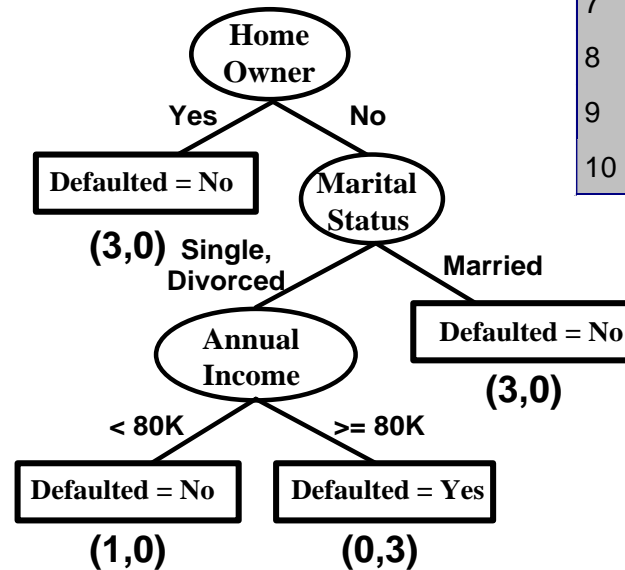 7
8
9
10
Home
Owner
Yes
No
Defaulted = No
Marital
Status
(3,0)
Single,
Divorced
Married
Annual
Income
Defaulted = No
(3,0)
< 80K
>= 80K
Defaulted = No
Defaulted = Yes
(1,0)
(0,3)